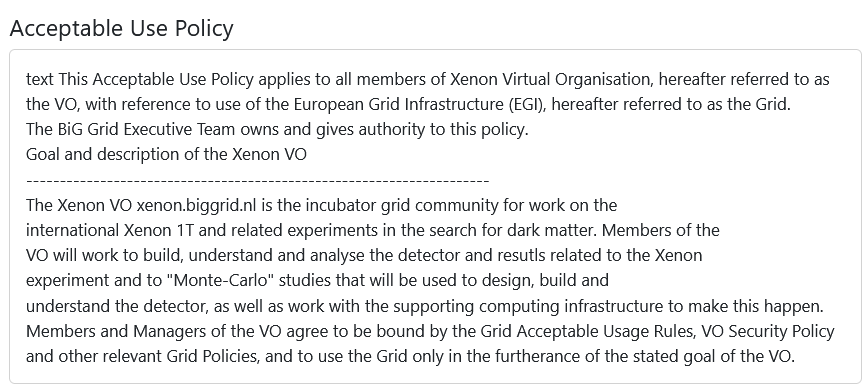 Acceptable Use Policy
text This Acceptable Use Policy applies to all members of Xenon Virtual Organisation, hereafter referred to as
the VO, with reference to use of the European Grid Infrastructure (EGI), hereafter referred to as the Grid.
The BiG Grid Executive Team owns and gives authority to this policy.
Goal and description of the Xenon VO
---------------------------------------------------------------------
The Xenon VO xenon.biggrid.nl is the incubator grid community for work on the
international Xenon 1T and related experiments in the search for dark matter. Members of the
VO will work to build, understand and analyse the detector and resutls related to the Xenon
experiment and to "Monte-Carlo" studies that will be used to design, build and
understand the detector, as well as work with the supporting computing infrastructure to make this happen.
Members and Managers of the VO agree to be bound by the Grid Acceptable Usage Rules, VO Security Policy
and other relevant Grid Policies, and to use the Grid only in the furtherance of the stated goal of the VO.